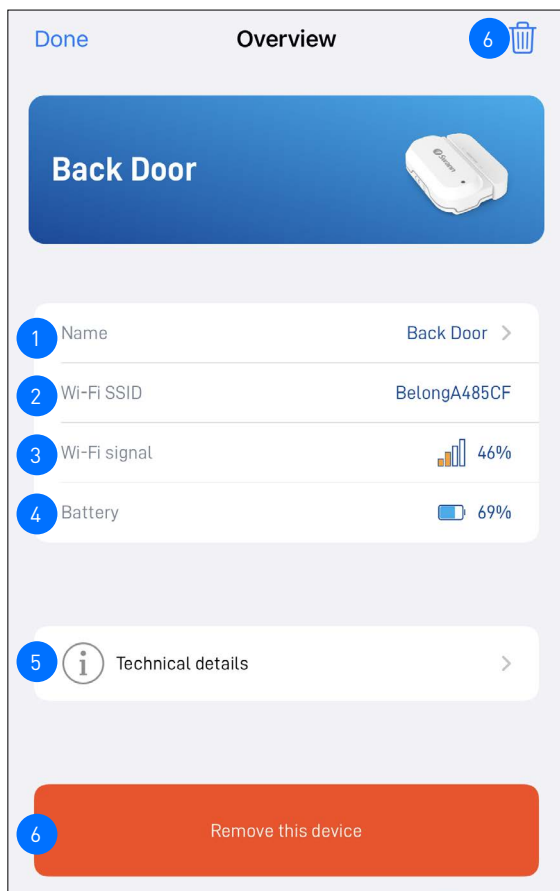 Done Overview 6
Back Door
Swann
1 Name Back Door >
2 Wi-Fi SSID BelongA485CF
3 Wi-Fi signal 46%
4 Battery 69%
5 i Technical details >
6 Remove this device